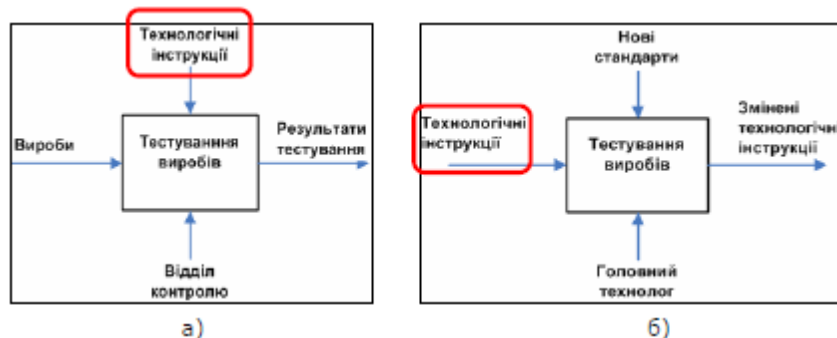 Технологічні
інструкції
Вироби
Тестуванння
виробів
Результати
тестування
Відділ
контролю
а)
Нові
стандарти
Технологічні
інструкції
Тестування
виробів
Змінені
технологічні
інструкції
Головний
технолог
б)